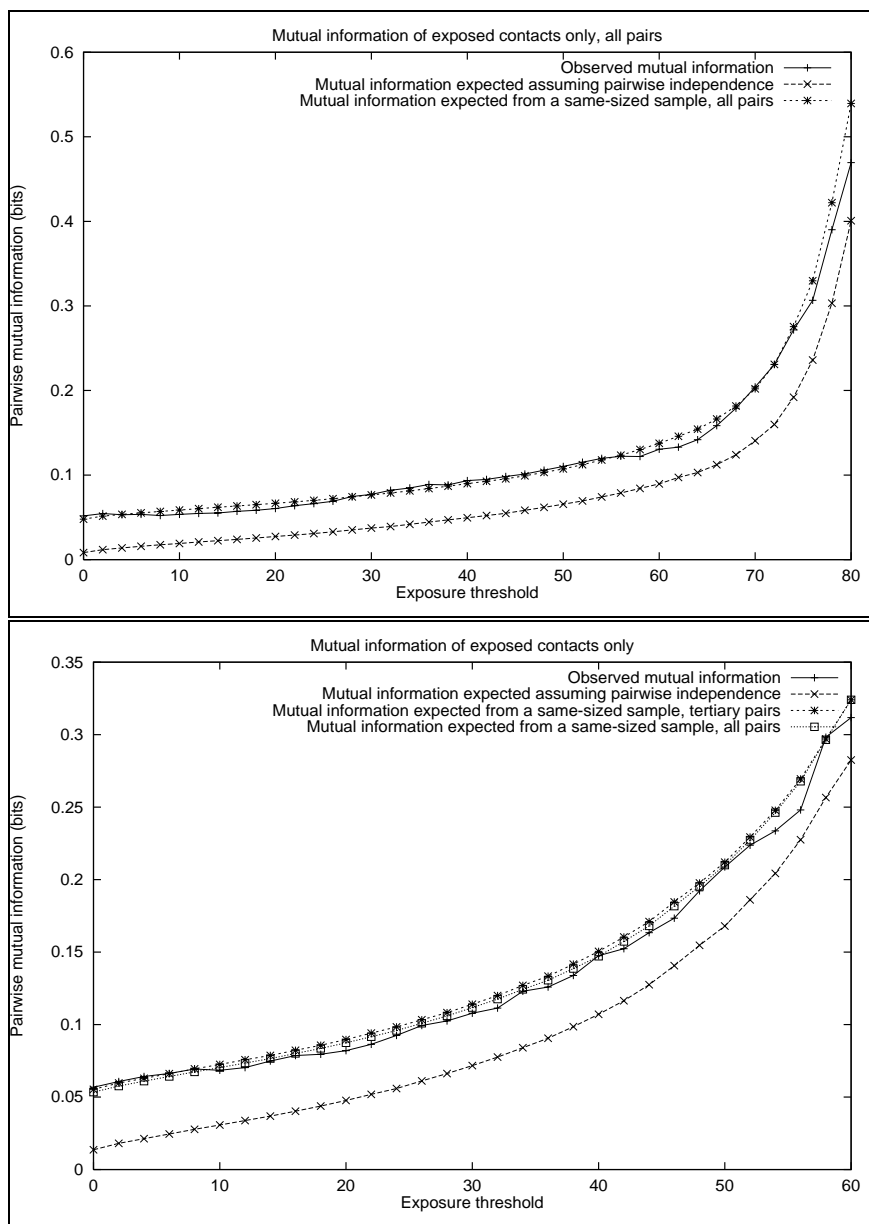 Mutual information of exposed contacts only, all pairs
0.6
Observed mutual information
Mutual information expected assuming pairwise independence
Mutual information expected from a same-sized sample, all pairs
0.5
0.4
0.3
0.2
0.1
0
Pairwise mutual information (bits)
0 10 20 30 40 50 60 70 80
Exposure threshold
Mutual information of exposed contacts only
0.35
Observed mutual information
Mutual information expected assuming pairwise independence
Mutual information expected from a same-sized sample, tertiary pairs
Mutual information expected from a same-sized sample, all pairs
0.3
0.25
0.2
0.15
0.1
0.05
0
Pairwise mutual information (bits)
0 10 20 30 40 50 60
Exposure threshold